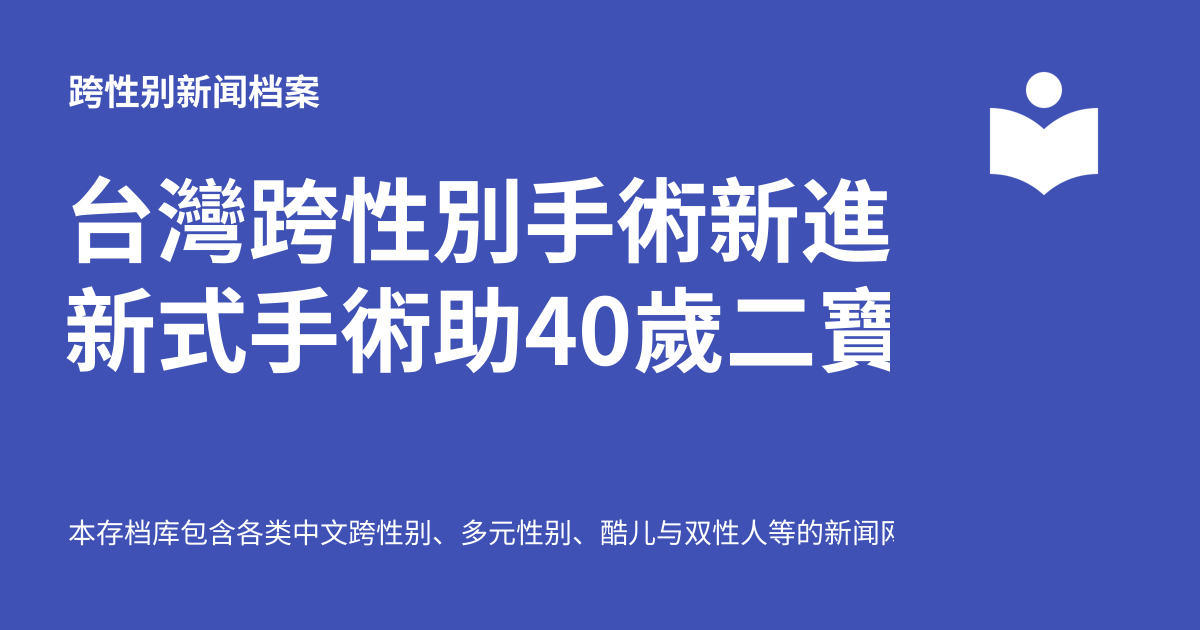 跨性别新闻档案
台灣跨性別手術新進
新式手術助40歲二寶
本存档库包含各类中文跨性别、多元性别、酷儿与双性人等的新闻网